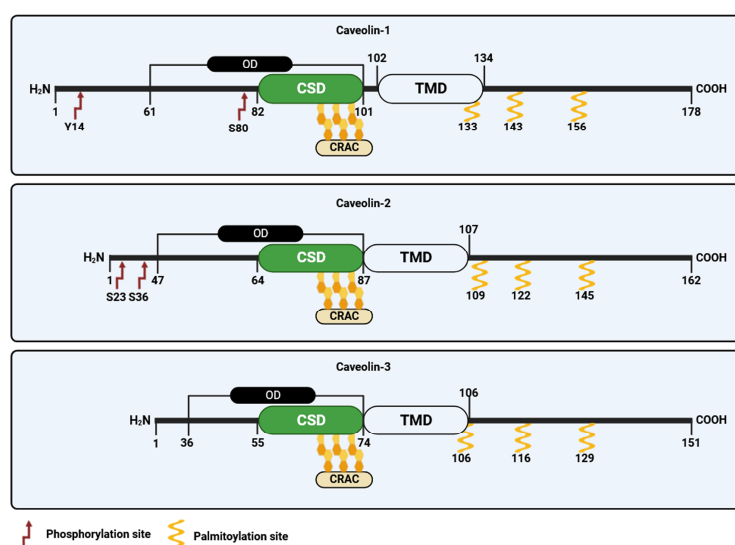 Caveolin-1
OD
102
134
H₂N
CSD
TMD
COOH
1
61
82
101
178
Y14
S80
133
143
156
CRAC
Caveolin-2
OD
107
H₂N
CSD
TMD
COOH
1
47
64
87
162
S23
S36
109
122
145
CRAC
Caveolin-3
OD
106
H₂N
CSD
TMD
COOH
1
36
55
74
151
106
116
129
CRAC
Phosphorylation site
Palmitoylation site